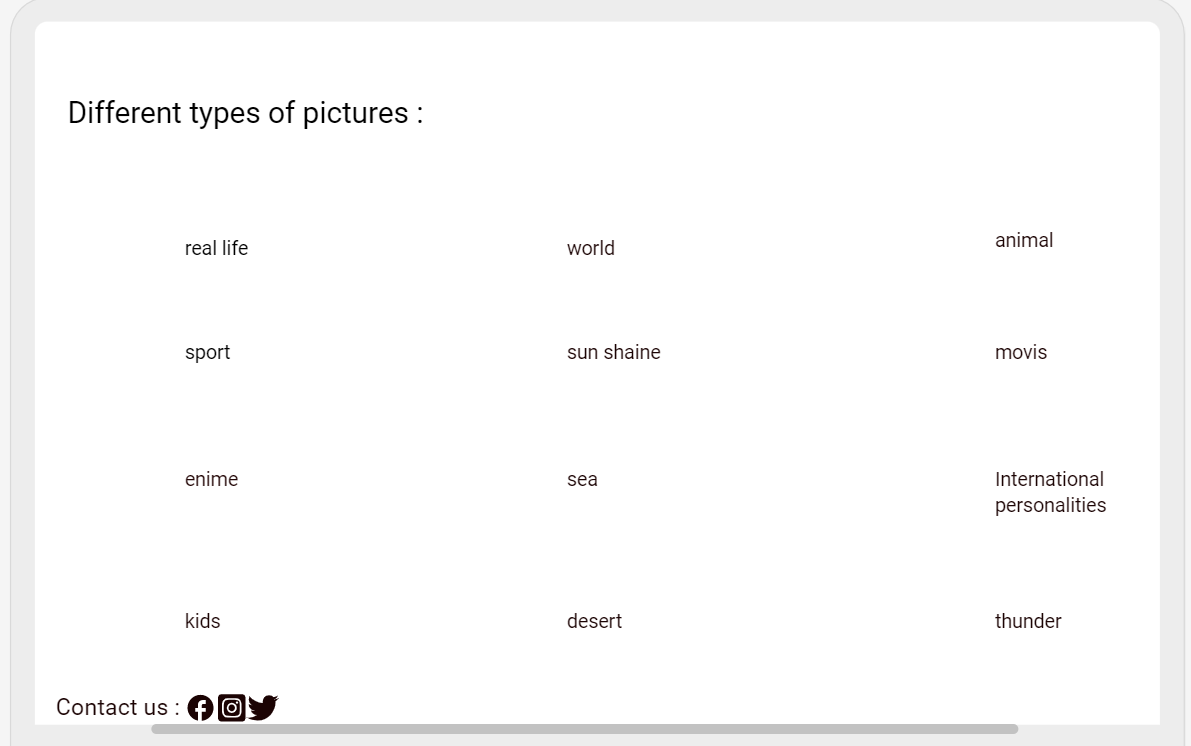 Different types of pictures :
real life
world
animal
sport
sun shaine
movis
enime
sea
International
personalities
kids
desert
thunder
Contact us :